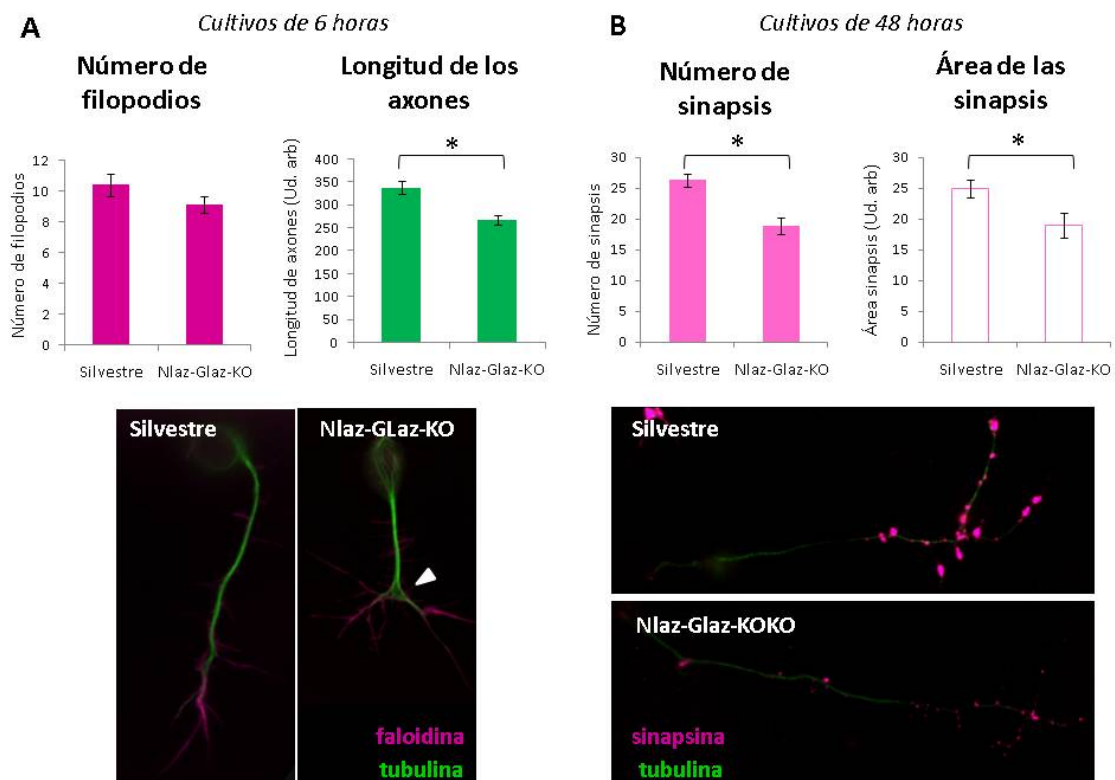 A
Cultivos de 6 horas
Número de
filopodios
Número de filopodios
12
10
8
6
4
2
0
Silvestre
Nlaz-Glaz-KO
Longitud de los
axones
Longitud de axones (Ud. arb)
400
350
300
250
200
150
100
50
0
*
Silvestre
Nlaz-Glaz-KO
Silvestre
Nlaz-GLaz-KO
faloidina
tubulina
B
Cultivos de 48 horas
Número de
sinapsis
Número de sinapsis
30
25
20
15
10
5
0
*
Silvestre
Nlaz-Glaz-KO
Área de las
sinapsis
Área sinapsis (Ud. arb)
30
25
20
15
10
5
0
*
Silvestre
Nlaz-Glaz-KO
Silvestre
Nlaz-Glaz-KOKO
sinapsina
tubulina